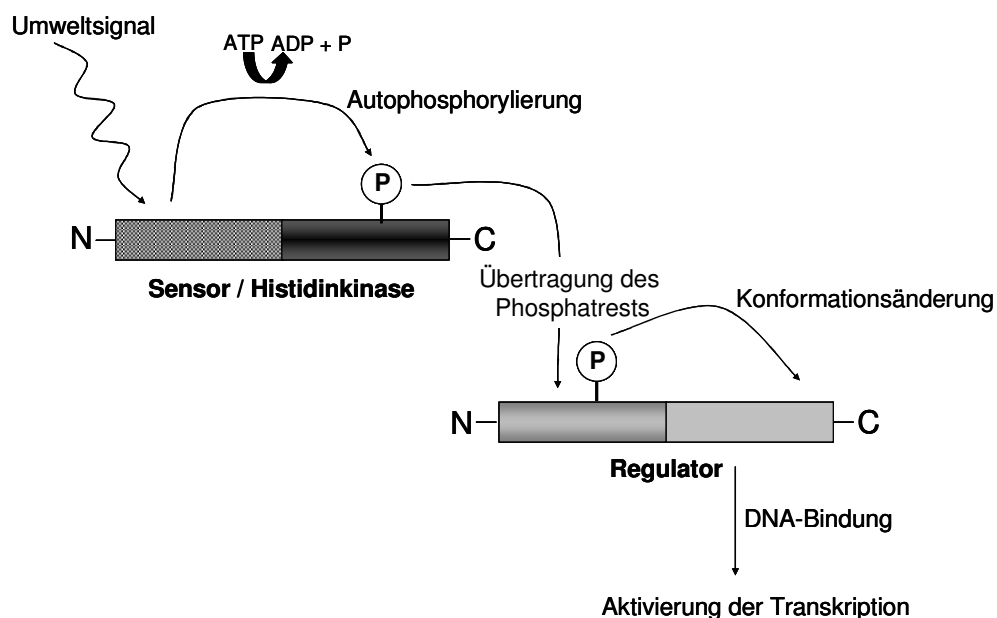 Umweltsignal
ATP ADP + P
Autophosphorylierung
P
N
C
Sensor / Histidinkinase
Übertragung des
Phosphatrests
Konformationsänderung
P
N
C
Regulator
DNA-Bindung
Aktivierung der Transkription